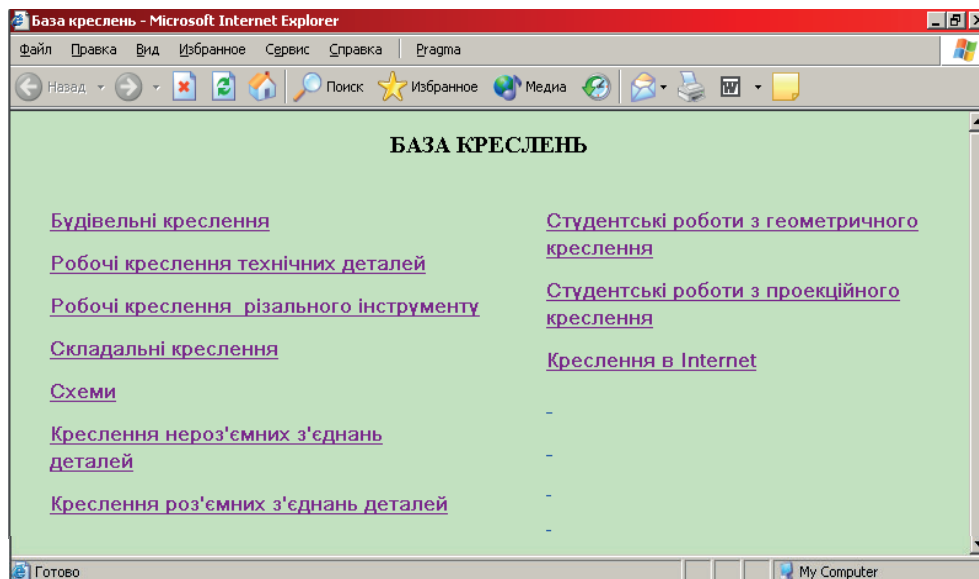 База креслень - Microsoft Internet Explorer
Файл Правка Вид Избранное Сервис Справка Pragma
Назад Поиск Избранное Медиа
БАЗА КРЕСЛЕНЬ
Будівельні креслення
Робочі креслення технічних деталей
Робочі креслення різального інструменту
Складальні креслення
Схеми
Креслення нероз'ємних з'єднань
деталей
Креслення роз'ємних з'єднань деталей
Студентські роботи з геометричного
креслення
Студентські роботи з проекційного
креслення
Креслення в Internet
Готово
My Computer